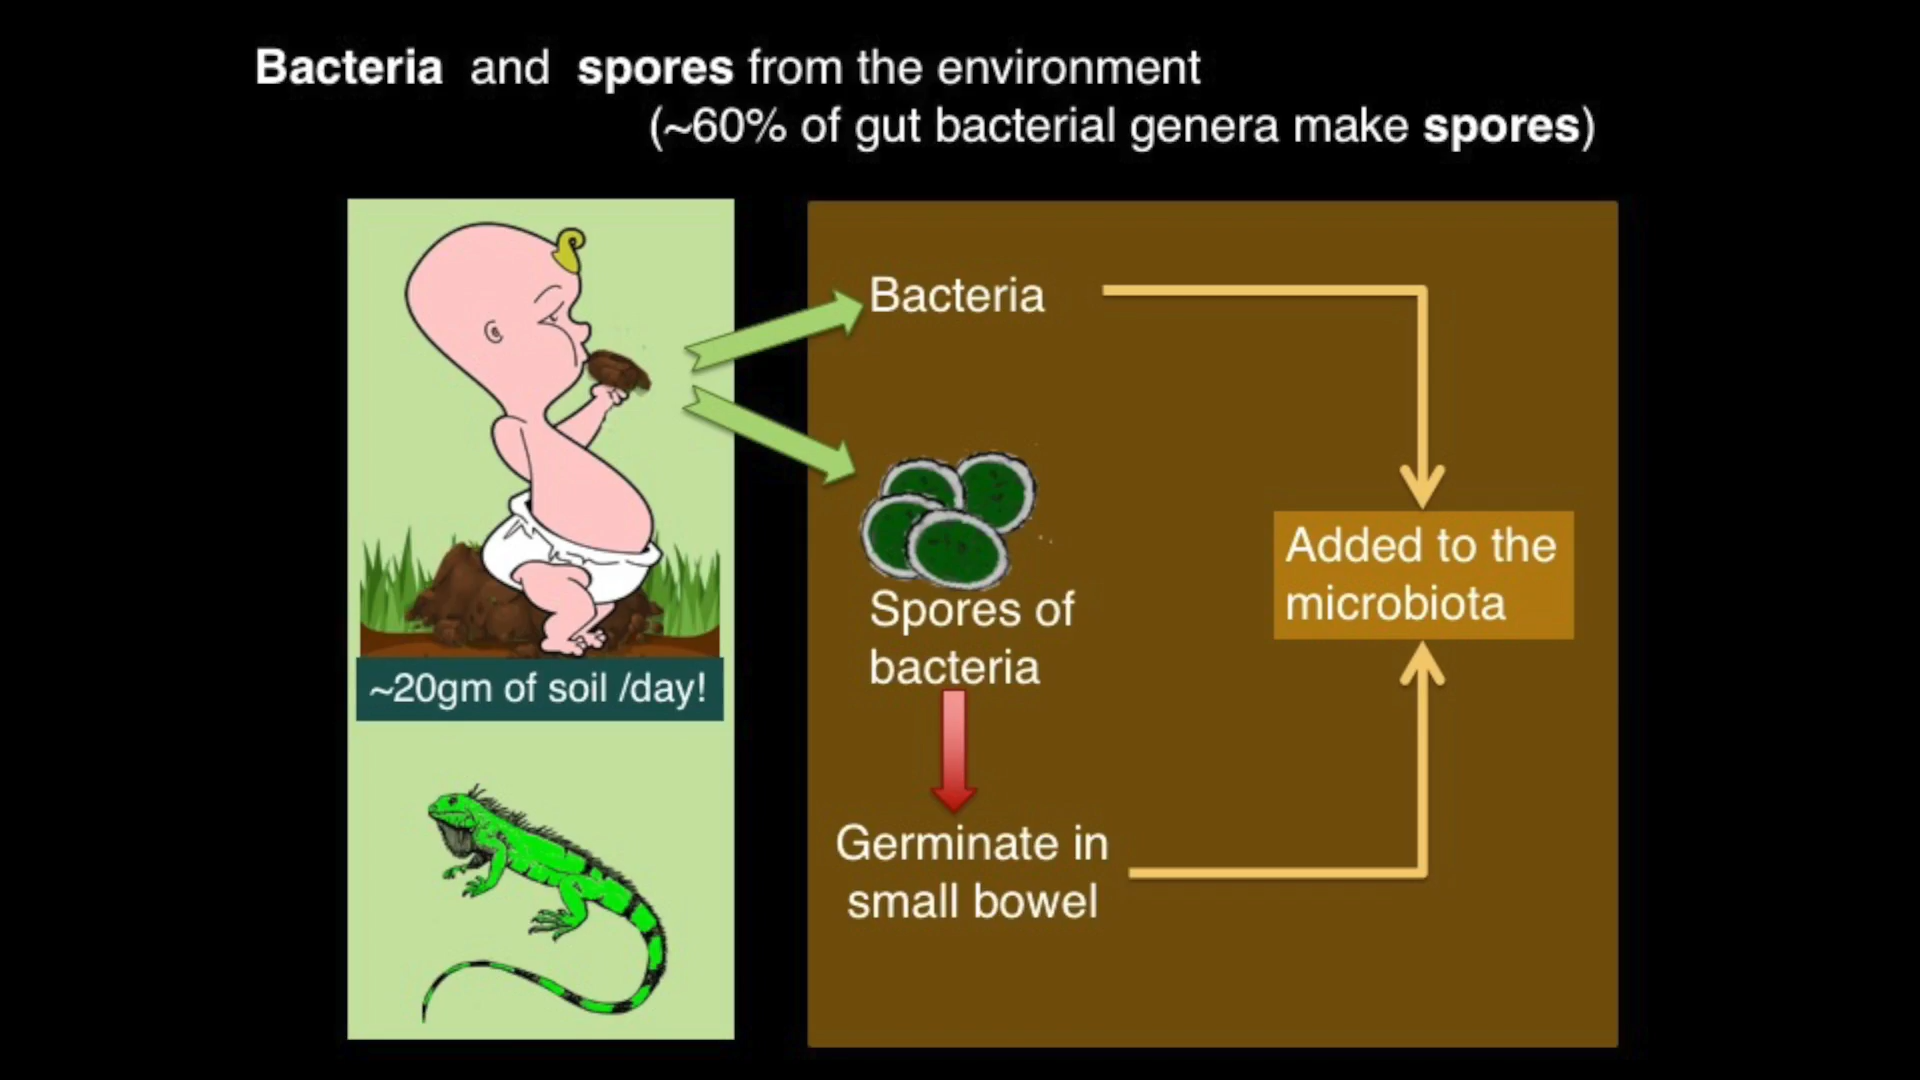 Bacteria and spores from the environment
(~60% of gut bacterial genera make spores)
~20gm of soil /day!
Bacteria
Spores of
bacteria
Germinate in
small bowel
Added to the
microbiota